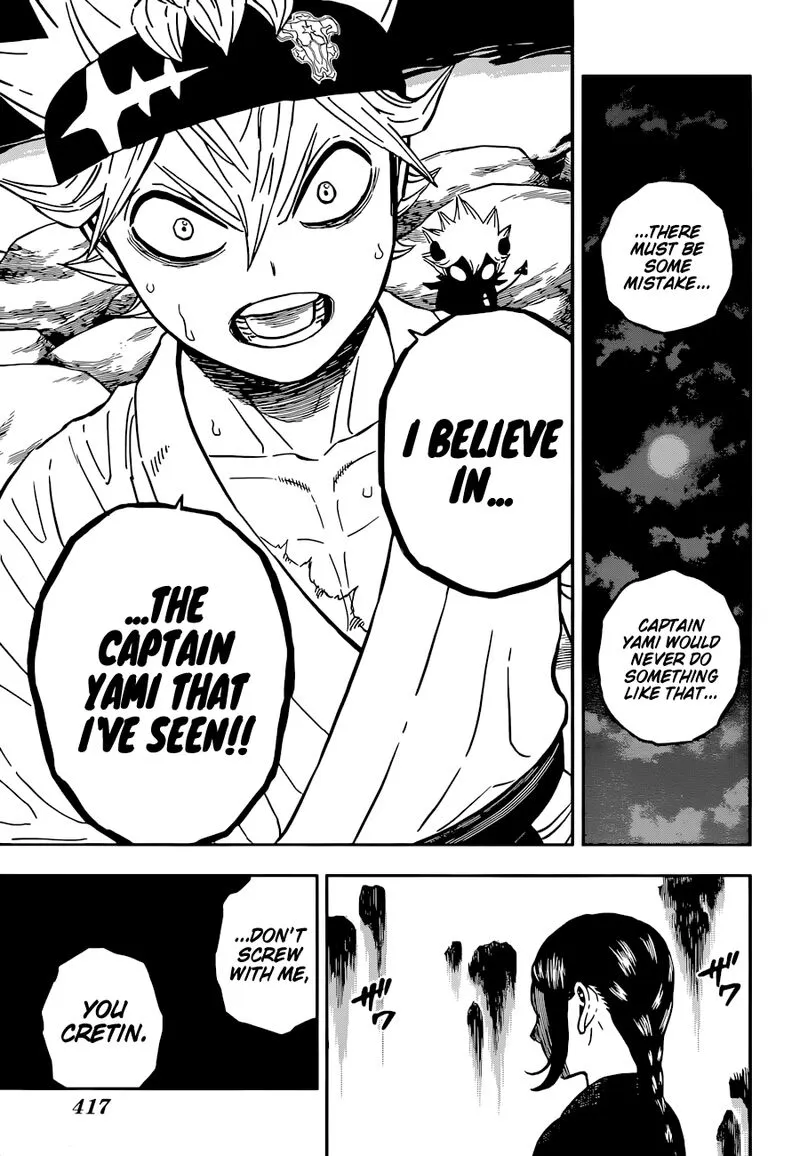 ...THERE
MUST BE
SOME
MISTAKE...
CAPTAIN
YAMI WOULD
NEVER DO
SOMETHING
LIKE THAT...
I BELIEVE
IN...
...THE
CAPTAIN
YAMI THAT
I'VE SEEN!!
ザワ
ザワ
...DON'T
SCREW
WITH ME,
YOU
CRETIN.
417